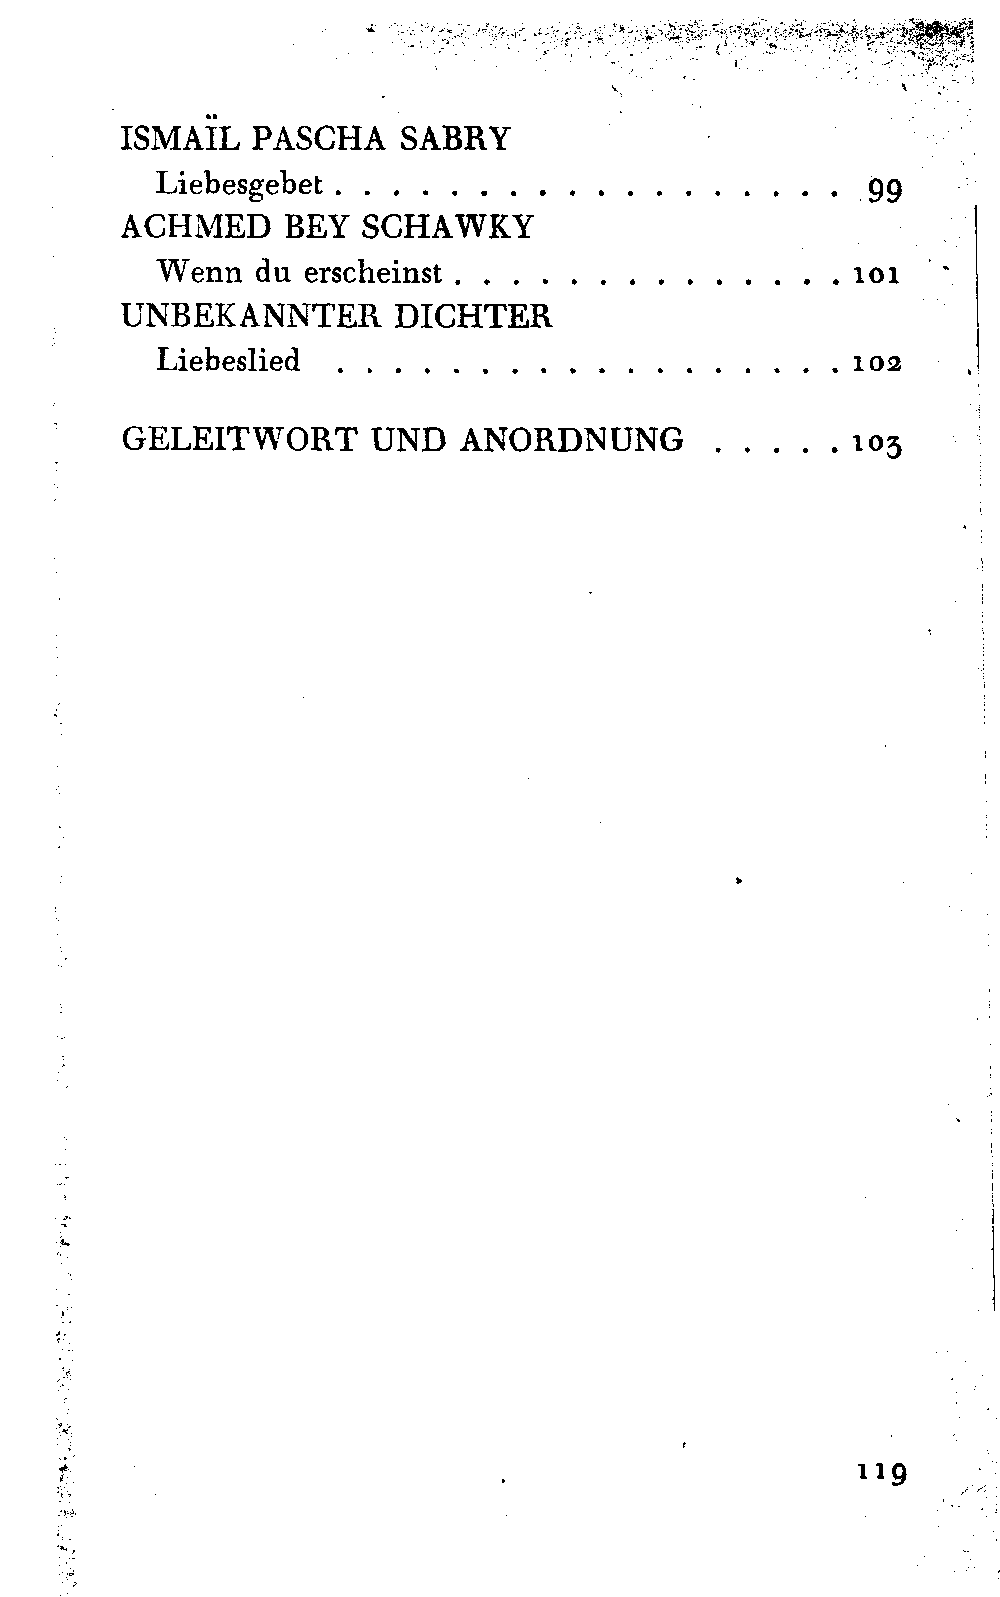 ISMAÏL PASCHA SABRY
Liebesgebet . . . . . . . . . . . . . . . . . . 99
ACHMED BEY SCHAWKY
Wenn du erscheinst . . . . . . . . . . . . . . 101
UNBEKANNTER DICHTER
Liebeslied . . . . . . . . . . . . . . . . . . 102
GELEITWORT UND ANORDNUNG . . . . . 103
119